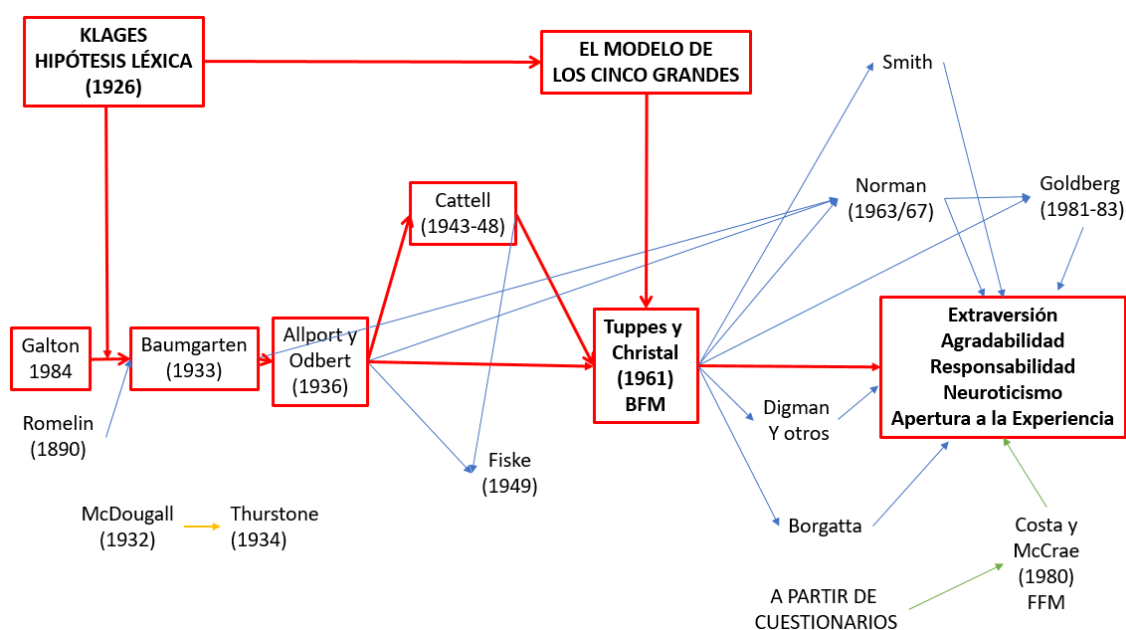 KLAGES
HIPÓTESIS LÉXICA
(1926)
EL MODELO DE
LOS CINCO GRANDES
Smith
Cattell
(1943-48)
Norman
(1963/67)
Goldberg
(1981-83)
Galton
1984
Baumgarten
(1933)
Allport y
Odbert
(1936)
Tuppes y
Christal
(1961)
BFM
Extraversión
Agradabilidad
Responsabilidad
Neuroticismo
Apertura a la Experiencia
Romelin
(1890)
Digman
Y otros
Fiske
(1949)
McDougall
(1932)
Thurstone
(1934)
Borgatta
Costa y
McCrae
(1980)
FFM
A PARTIR DE
CUESTIONARIOS